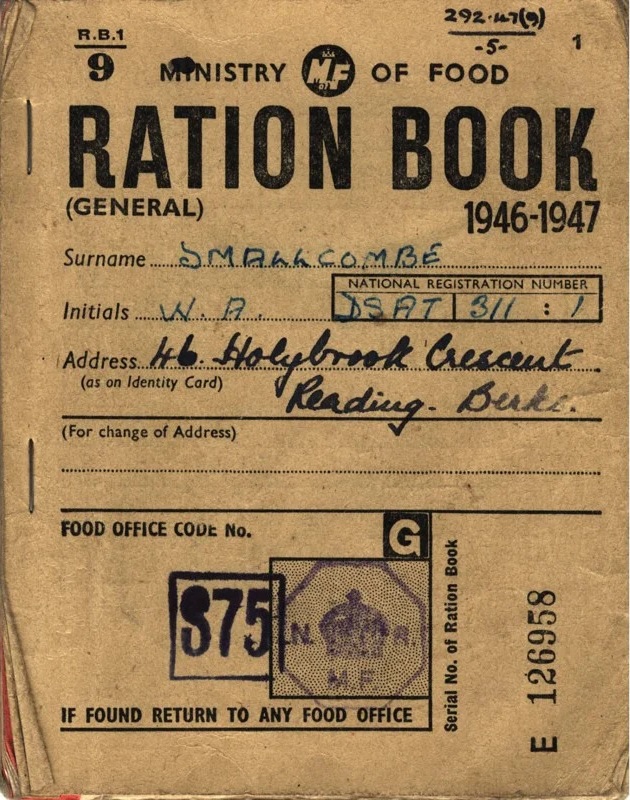 R.B.1
9
292.47(9)
-5-
1
MINISTRY MF OF FOOD
RATION BOOK
(GENERAL) 1946-1947
Surname SMALLCOMBE
NATIONAL REGISTRATION NUMBER
Initials W. A. DSAT 311 : 1
Address 46. Holybrook Crescent
(as on Identity Card)
Reading. Berks.
(For change of Address)
FOOD OFFICE CODE No.
G
S75
N. R.
M.F.
IF FOUND RETURN TO ANY FOOD OFFICE
Serial No. of Ration Book
E 126958